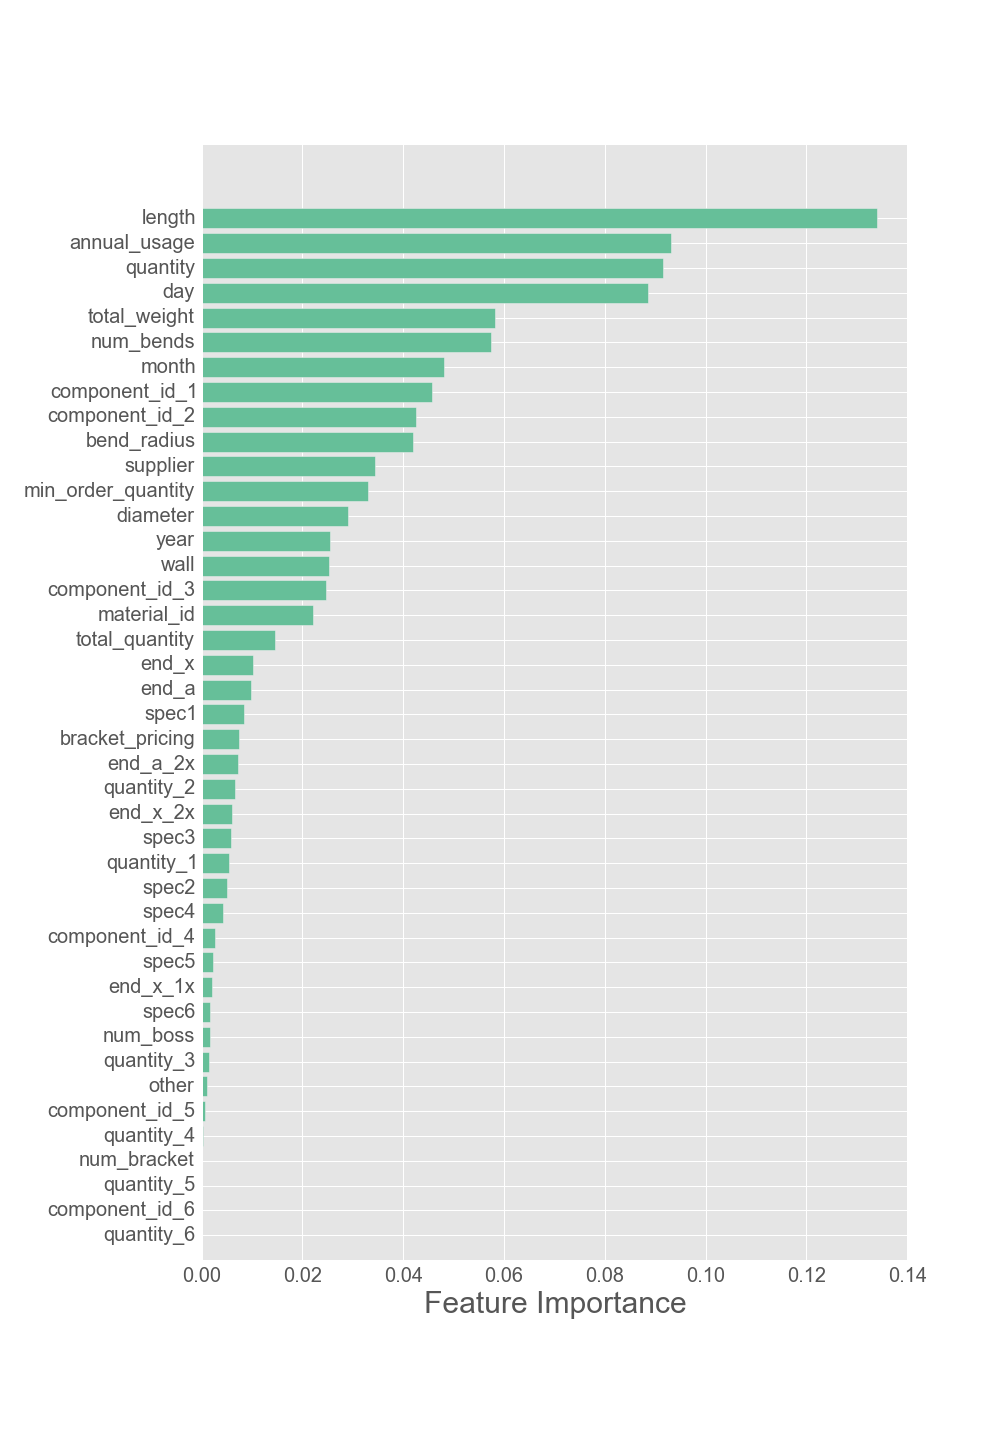 length
annual_usage
quantity
day
total_weight
num_bends
month
component_id_1
component_id_2
bend_radius
supplier
min_order_quantity
diameter
year
wall
component_id_3
material_id
total_quantity
end_x
end_a
spec1
bracket_pricing
end_a_2x
quantity_2
end_x_2x
spec3
quantity_1
spec2
spec4
component_id_4
spec5
end_x_1x
spec6
num_boss
quantity_3
other
component_id_5
quantity_4
num_bracket
quantity_5
component_id_6
quantity_6
0.00 0.02 0.04 0.06 0.08 0.10 0.12 0.14
Feature Importance